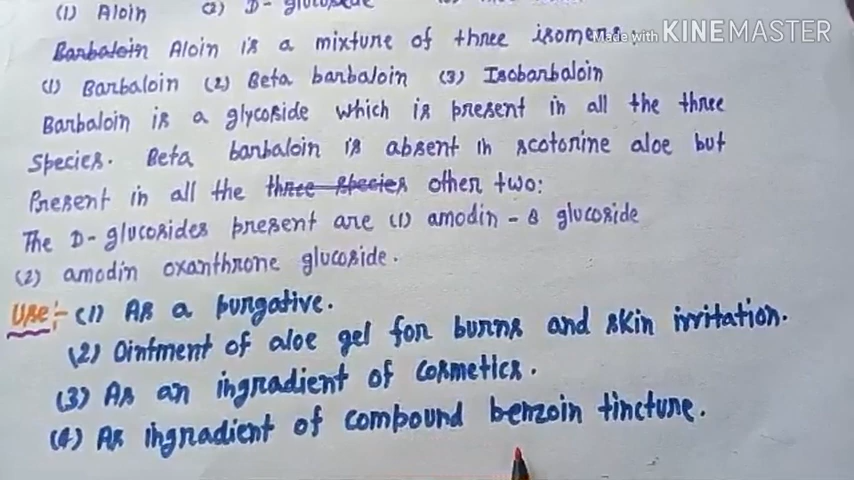 (1) Aloin (2) D-glucoside
Barbaloin Aloin is a mixture of three isomers.
Made with KINEMASTER
(1) Barbaloin (2) Beta barbaloin (3) Isobarbaloin
Barbaloin is a glycoside which is present in all the three
species. Beta barbaloin is absent in scotorine aloe but
Present in all the three species other two:
The D-glucosides present are (1) amodin - 8 glucoside
(2) amodin oxanthrone glucoside.
Use:- (1) As a purgative.
(2) Ointment of aloe gel for burns and skin irritation.
(3) As an ingradient of cosmetics.
(4) As ingradient of compound benzoin tincture.